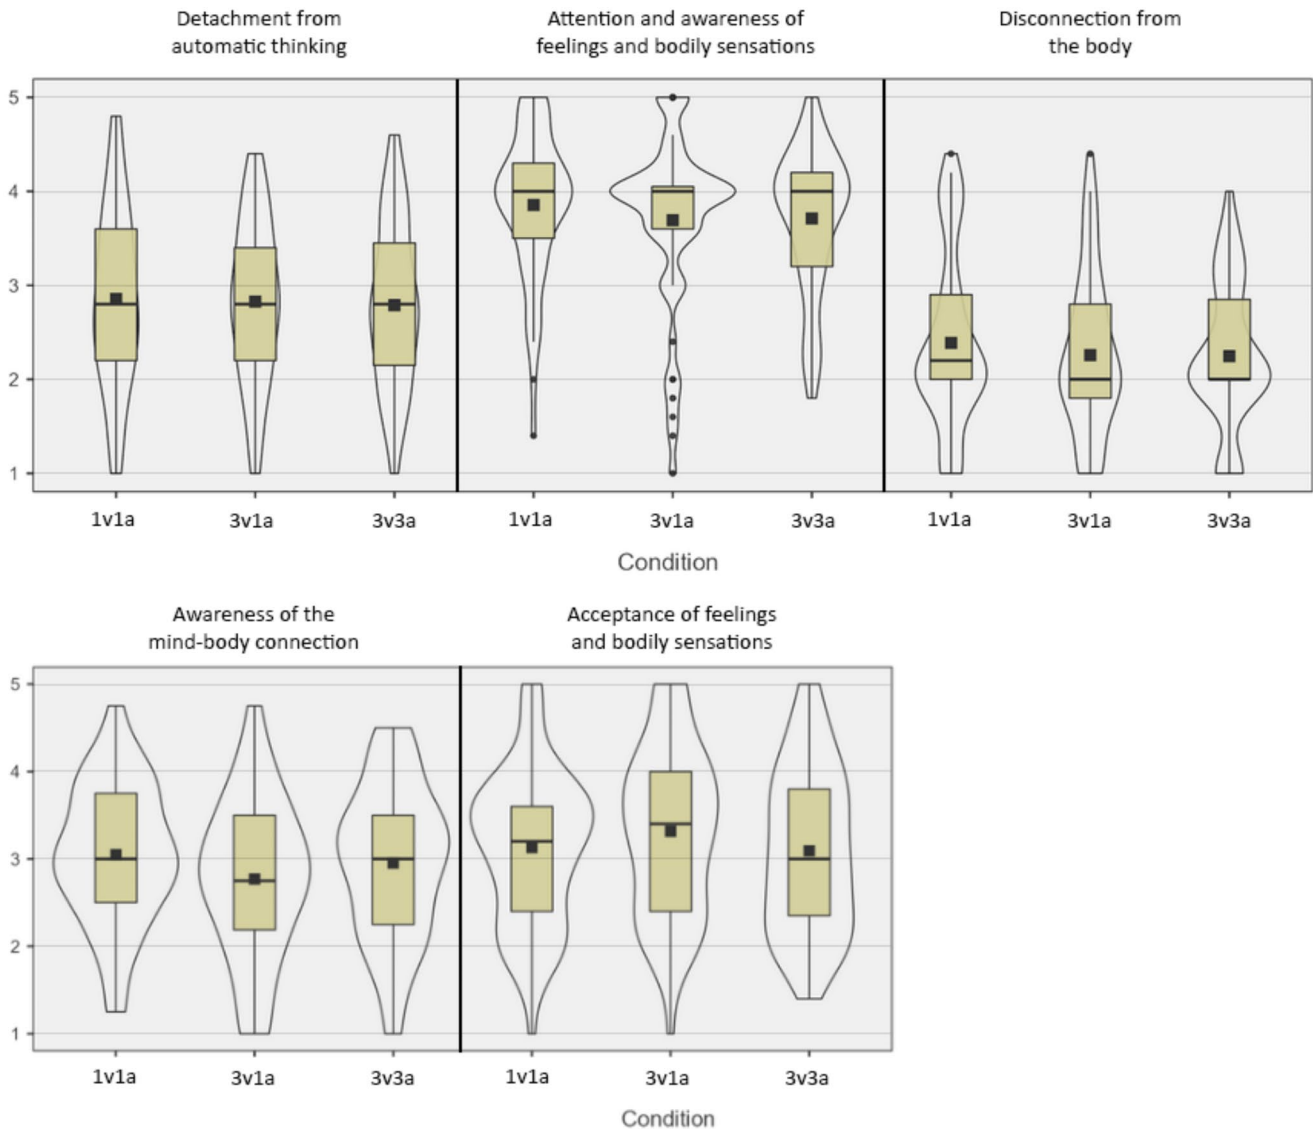 Detachment from
automatic thinking
Attention and awareness of
feelings and bodily sensations
Disconnection from
the body
5
4
3
2
1
1v1a 3v1a 3v3a 1v1a 3v1a 3v3a 1v1a 3v1a 3v3a
Condition
Awareness of the
mind-body connection
Acceptance of feelings
and bodily sensations
5
4
3
2
1
1v1a 3v1a 3v3a 1v1a 3v1a 3v3a
Condition